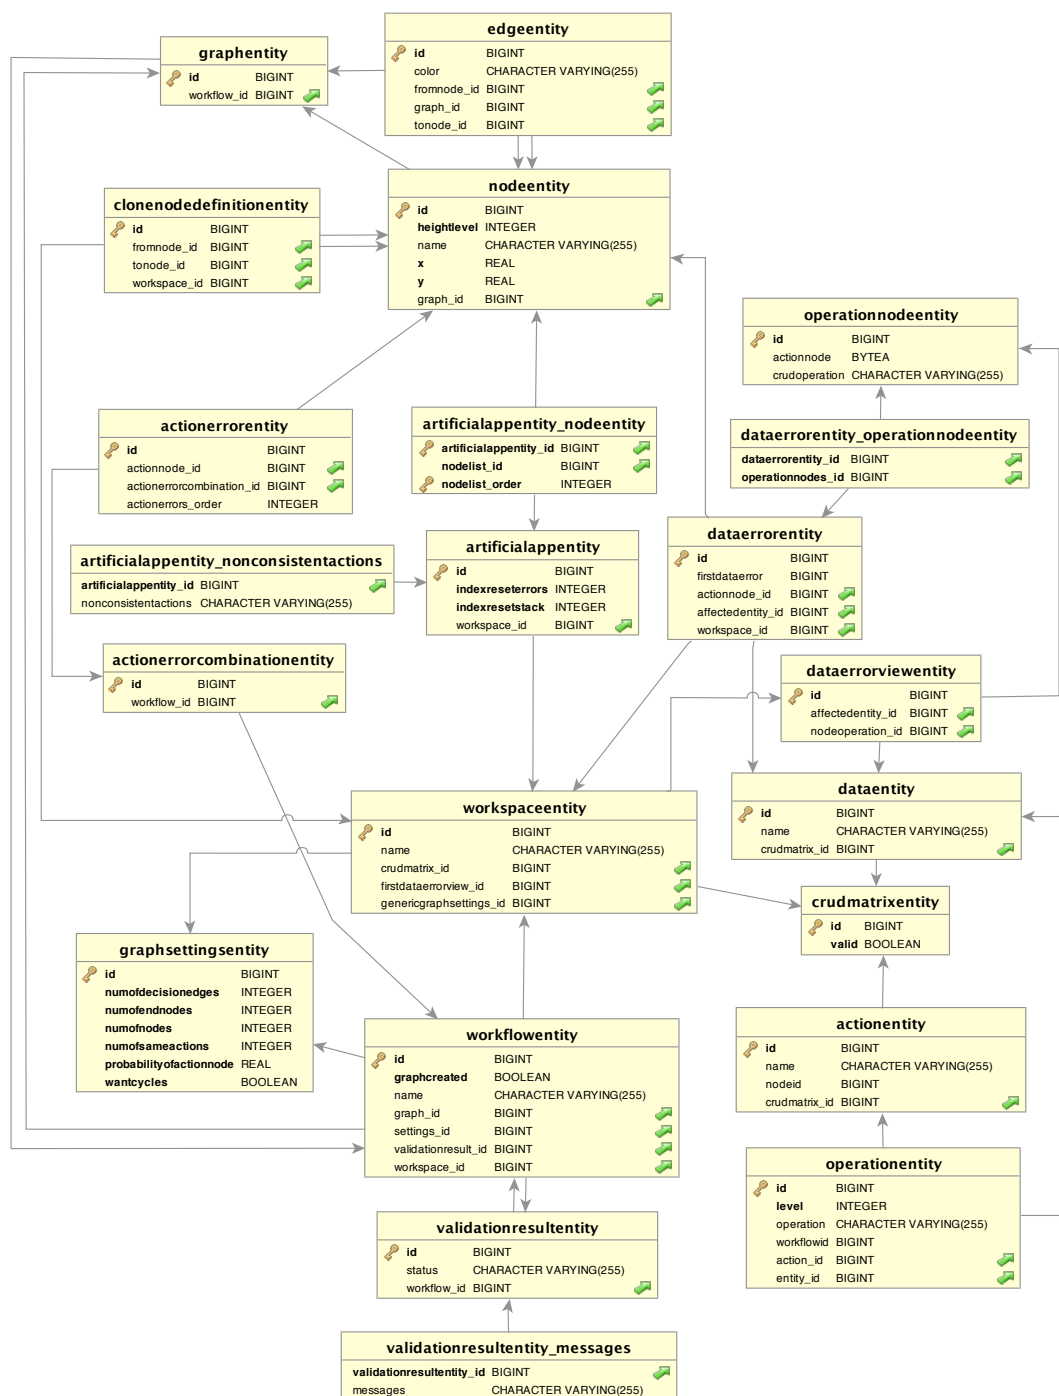 edgeentity
id BIGINT
color CHARACTER VARYING(255)
fromnode_id BIGINT
graph_id BIGINT
tonode_id BIGINT
graphentity
id BIGINT
workflow_id BIGINT
nodeentity
id BIGINT
heightlevel INTEGER
name CHARACTER VARYING(255)
x REAL
y REAL
graph_id BIGINT
clonenodedefinitionentity
id BIGINT
fromnode_id BIGINT
tonode_id BIGINT
workspace_id BIGINT
operationnodeentity
id BIGINT
actionnode BYTEA
crudoperation CHARACTER VARYING(255)
actionerrorentity
id BIGINT
actionnode_id BIGINT
actionerrorcombination_id BIGINT
actionerrors_order INTEGER
artificialappentity_nodeentity
artificialappentity_id BIGINT
nodelist_id BIGINT
nodelist_order INTEGER
dataerrorentity_operationnodeentity
dataerrorentity_id BIGINT
operationnodes_id BIGINT
dataerrorentity
id BIGINT
firstdataerror BIGINT
actionnode_id BIGINT
affectedentity_id BIGINT
workspace_id BIGINT
artificialappentity_nonconsistentactions
artificialappentity_id BIGINT
nonconsistentactions CHARACTER VARYING(255)
artificialappentity
id BIGINT
indexreseterrors INTEGER
indexresetstack INTEGER
workspace_id BIGINT
actionerrorcombinationentity
id BIGINT
workflow_id BIGINT
dataerrorviewentity
id BIGINT
affectedentity_id BIGINT
nodeoperation_id BIGINT
dataentity
id BIGINT
name CHARACTER VARYING(255)
crudmatrix_id BIGINT
workspaceentity
id BIGINT
name CHARACTER VARYING(255)
crudmatrix_id BIGINT
firstdataerrorview_id BIGINT
genericgraphsettings_id BIGINT
crudmatrixentity
id BIGINT
valid BOOLEAN
graphsettingsentity
id BIGINT
numofdecisionedges INTEGER
numofendnodes INTEGER
numofnodes INTEGER
numofsameactions INTEGER
probabilityofactionnode REAL
wantcycles BOOLEAN
workflowentity
id BIGINT
graphcreated BOOLEAN
name CHARACTER VARYING(255)
graph_id BIGINT
settings_id BIGINT
validationresult_id BIGINT
workspace_id BIGINT
actionentity
id BIGINT
name CHARACTER VARYING(255)
nodeid BIGINT
crudmatrix_id BIGINT
operationentity
id BIGINT
level INTEGER
operation CHARACTER VARYING(255)
workflowid BIGINT
action_id BIGINT
entity_id BIGINT
validationresultentity
id BIGINT
status CHARACTER VARYING(255)
workflow_id BIGINT
validationresultentity_messages
validationresultentity_id BIGINT
messages CHARACTER VARYING(255)